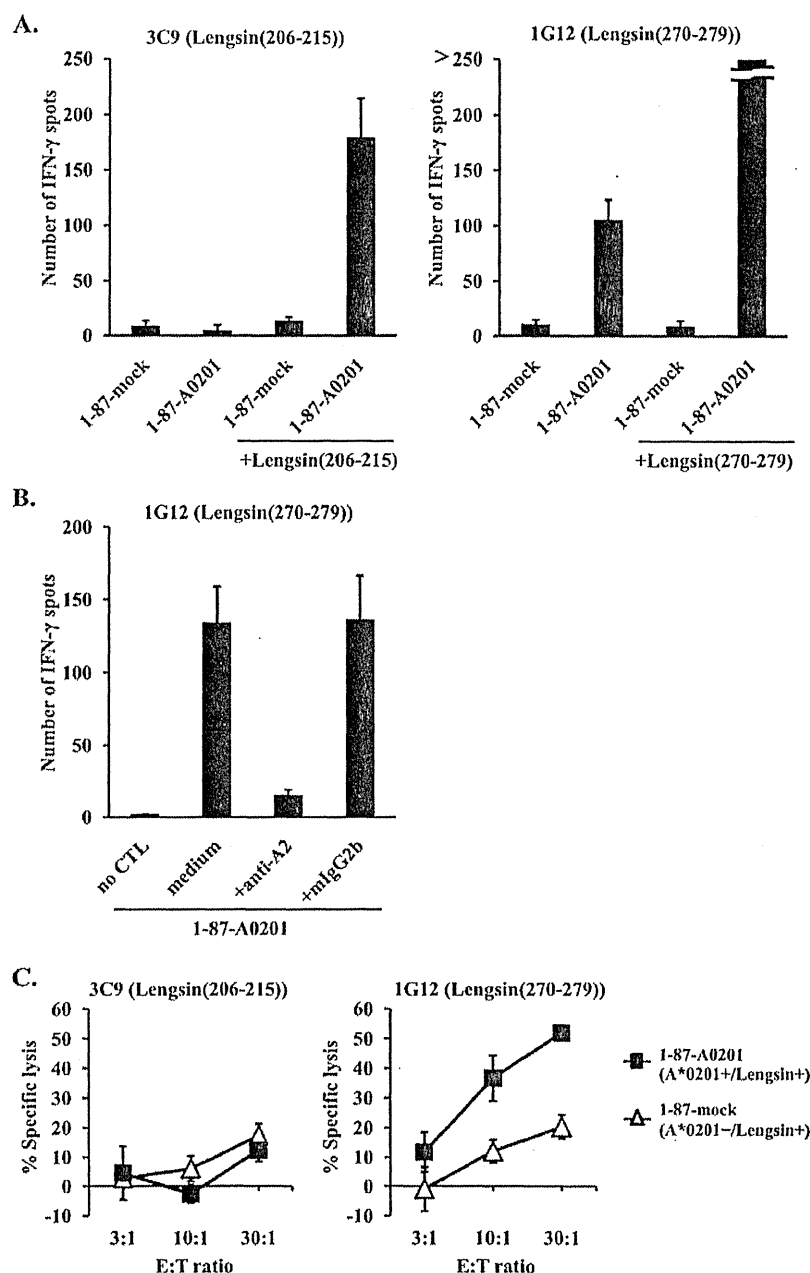 A.
3C9 (Lengsin(206-215))
Number of IFN-γ spots
250
200
150
100
50
0
1-87-mock
1-87-A0201
1-87-mock
1-87-A0201
+Lengsin(206-215)
1G12 (Lengsin(270-279))
Number of IFN-γ spots
> 250
200
150
100
50
0
1-87-mock
1-87-A0201
1-87-mock
1-87-A0201
+Lengsin(270-279)
B.
1G12 (Lengsin(270-279))
Number of IFN-γ spots
200
150
100
50
0
no CTL
medium
+anti-A2
+mIgG2b
1-87-A0201
C.
3C9 (Lengsin(206-215))
% Specific lysis
60
50
40
30
20
10
0
-10
3:1
10:1
30:1
E:T ratio
1G12 (Lengsin(270-279))
% Specific lysis
60
50
40
30
20
10
0
-10
3:1
10:1
30:1
E:T ratio
1-87-A0201
(A*0201+/Lengsin+)
1-87-mock
(A*0201−/Lengsin+)